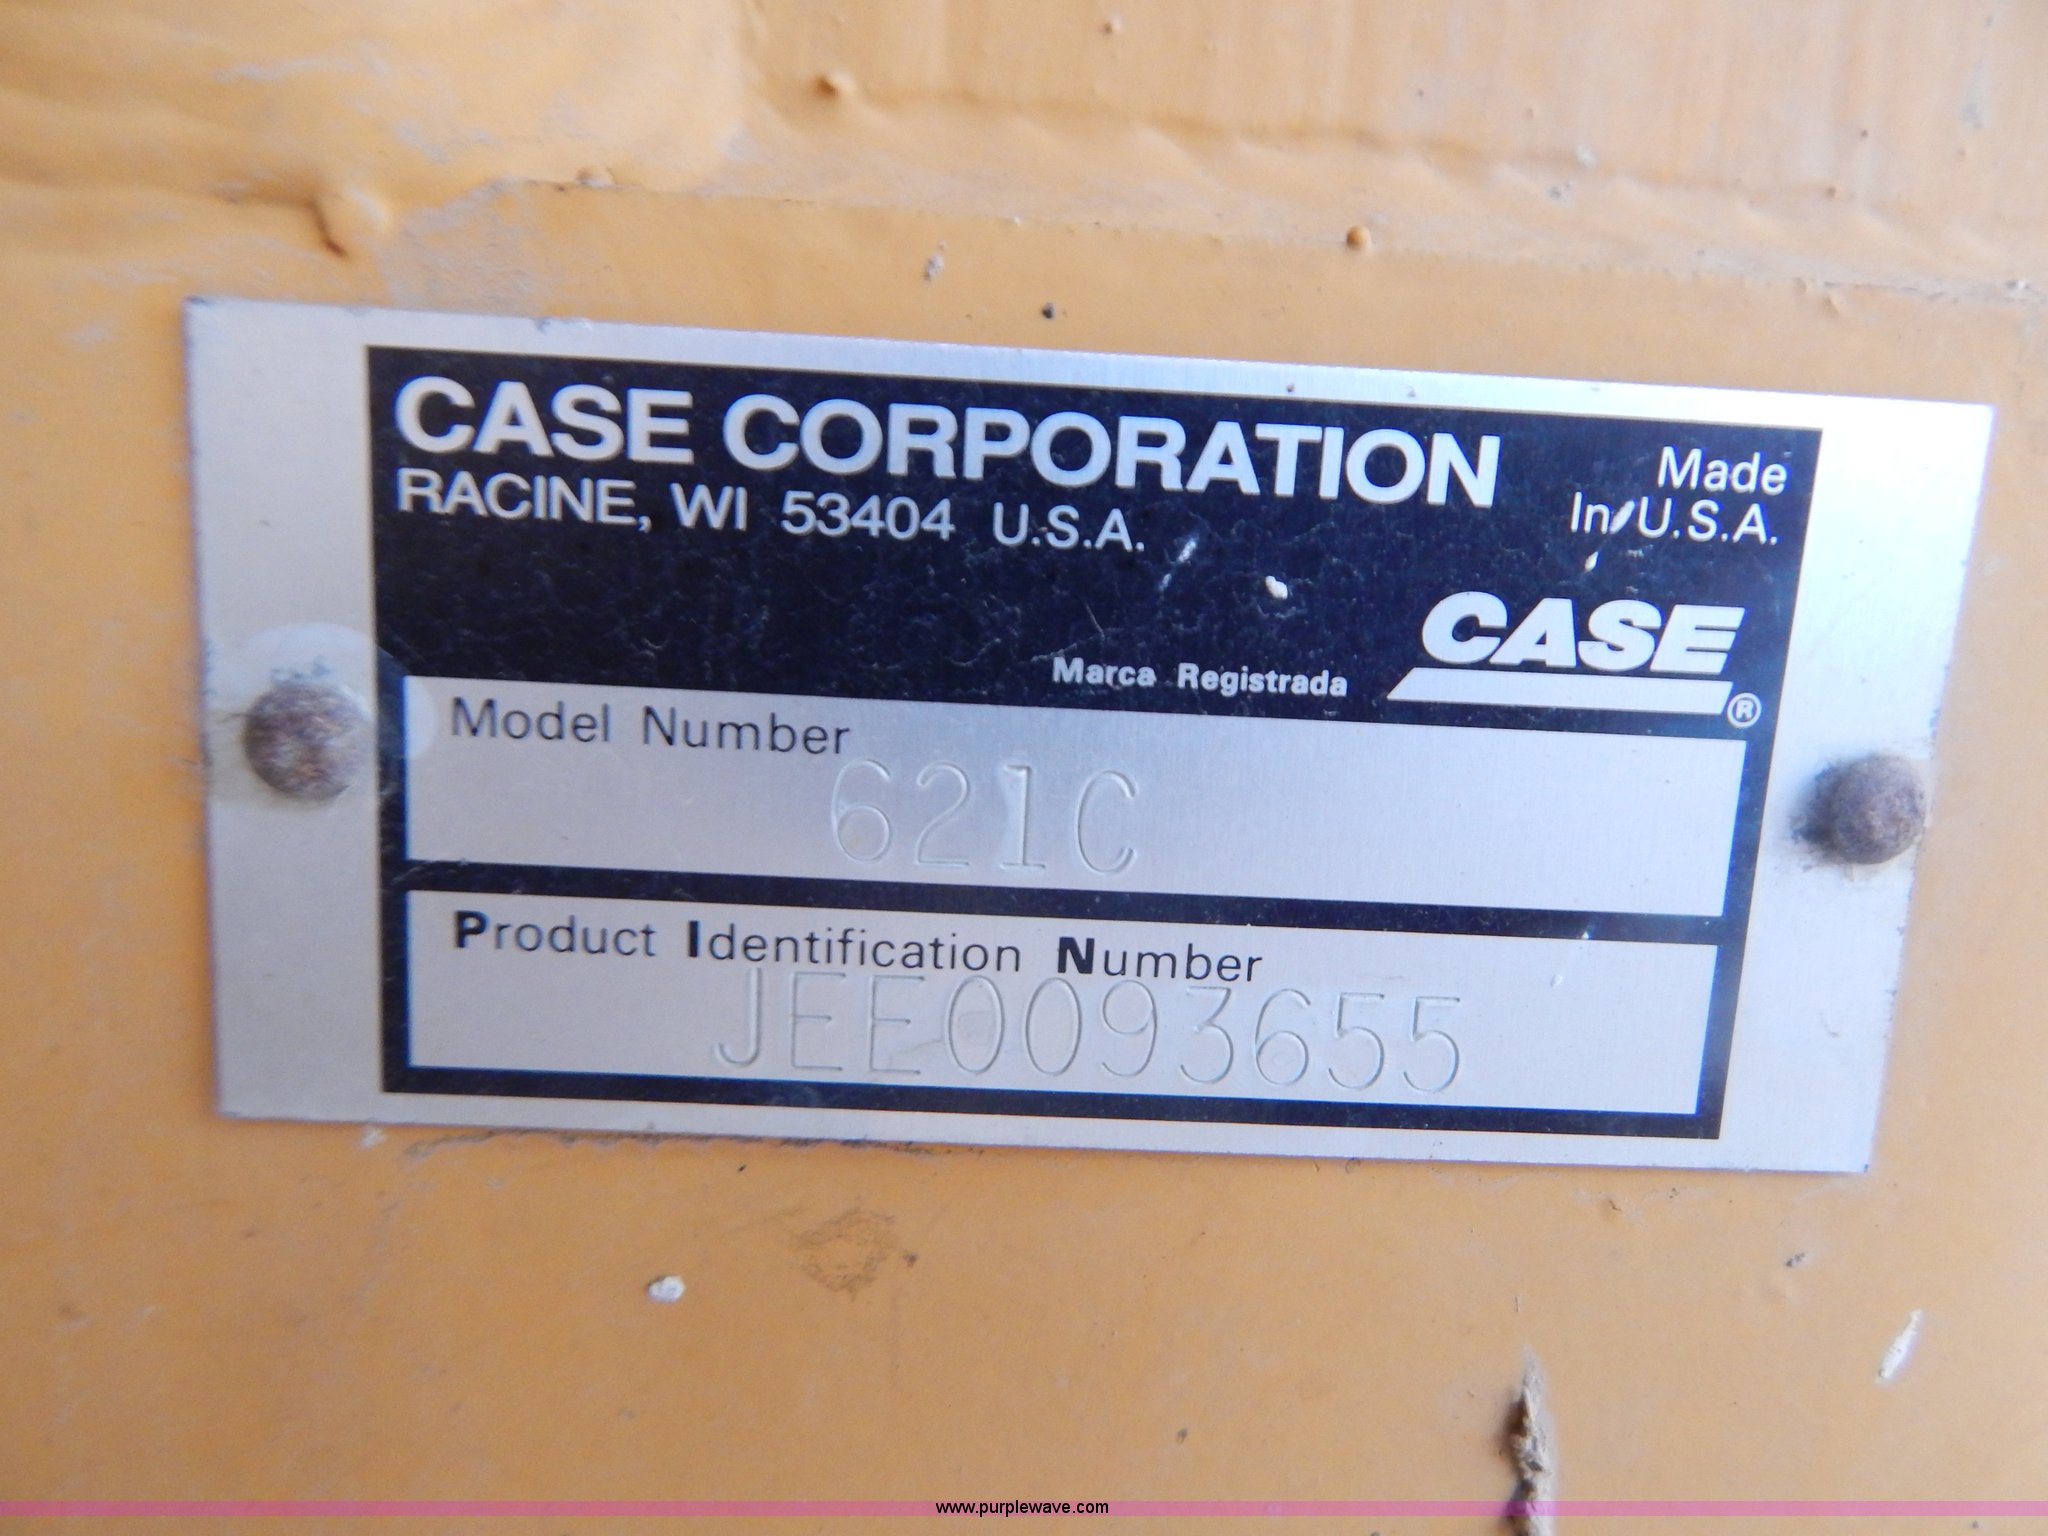 CASE CORPORATION
RACINE, WI 53404 U.S.A.
Made
In U.S.A.
CASE
Marca Registrada ®
Model Number
621C
Product Identification Number
JEE0093655
www.purplewave.com